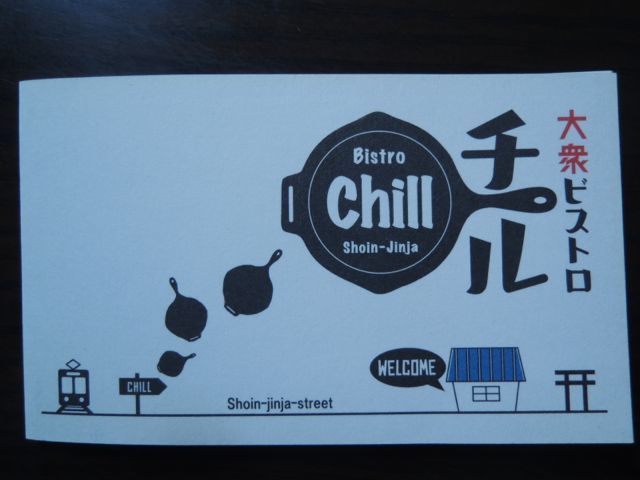 Bistro
Chill
Shoin-Jinja
チル
大衆ビストロ
WELCOME
CHILL
Shoin-jinja-street